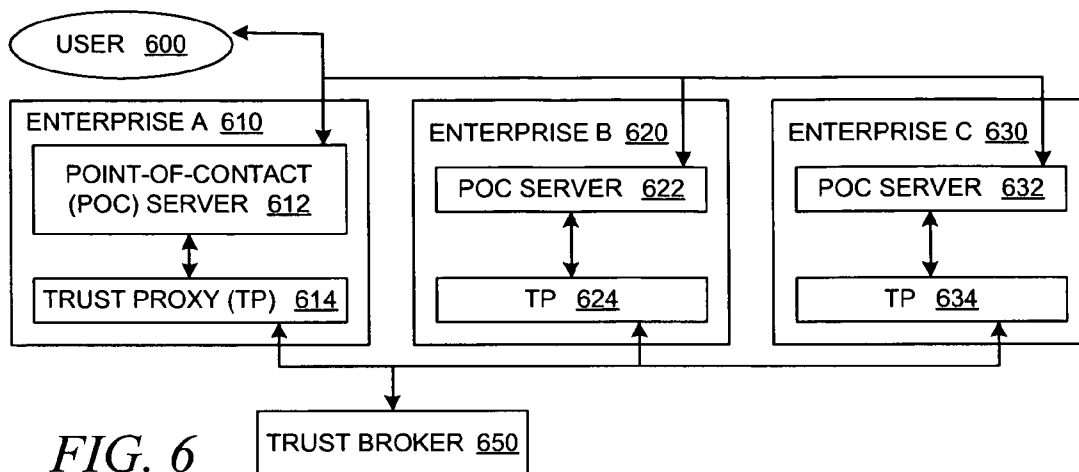 USER 600
ENTERPRISE A 610
POINT-OF-CONTACT
(POC) SERVER 612
TRUST PROXY (TP) 614
ENTERPRISE B 620
POC SERVER 622
TP 624
ENTERPRISE C 630
POC SERVER 632
TP 634
TRUST BROKER 650
FIG. 6